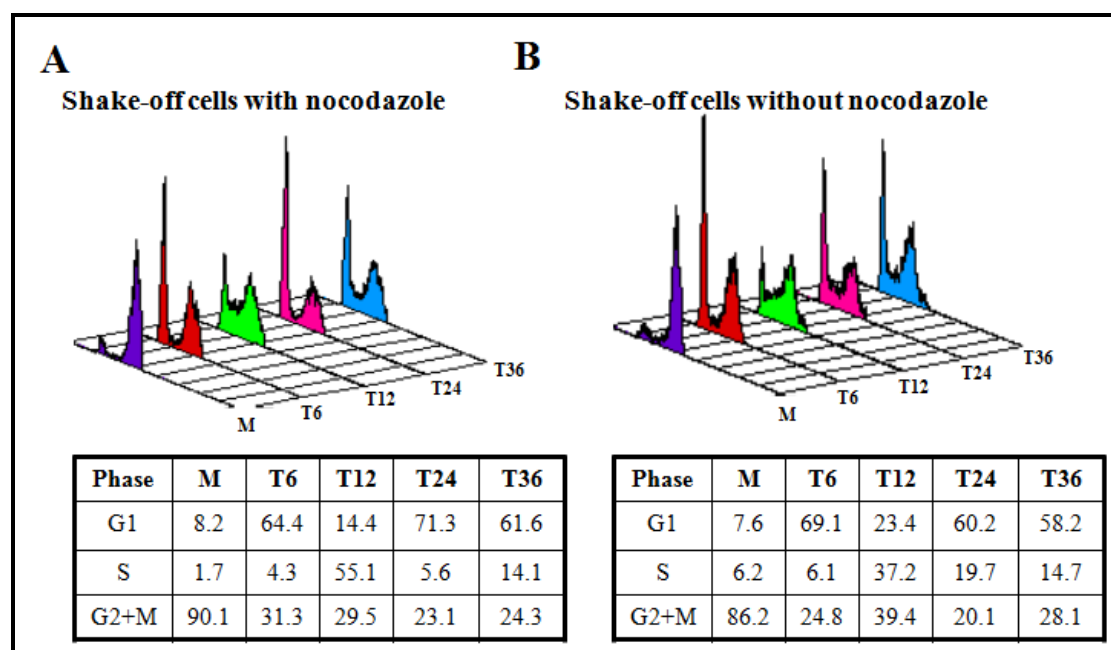 A
B
Shake-off cells with nocodazole
Shake-off cells without nocodazole
M T6 T12 T24 T36
M T6 T12 T24 T36
Phase M T6 T12 T24 T36
G1 8.2 64.4 14.4 71.3 61.6
S 1.7 4.3 55.1 5.6 14.1
G2+M 90.1 31.3 29.5 23.1 24.3
Phase M T6 T12 T24 T36
G1 7.6 69.1 23.4 60.2 58.2
S 6.2 6.1 37.2 19.7 14.7
G2+M 86.2 24.8 39.4 20.1 28.1